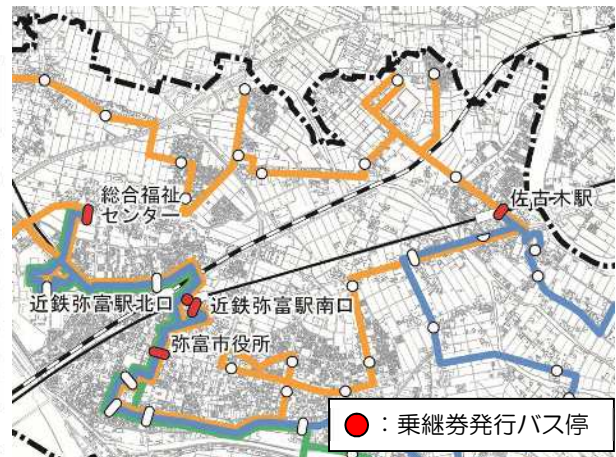 総合福祉
センター
佐古木駅
近鉄弥富駅北口
近鉄弥富駅南口
弥富市役所
：乗継券発行バス停